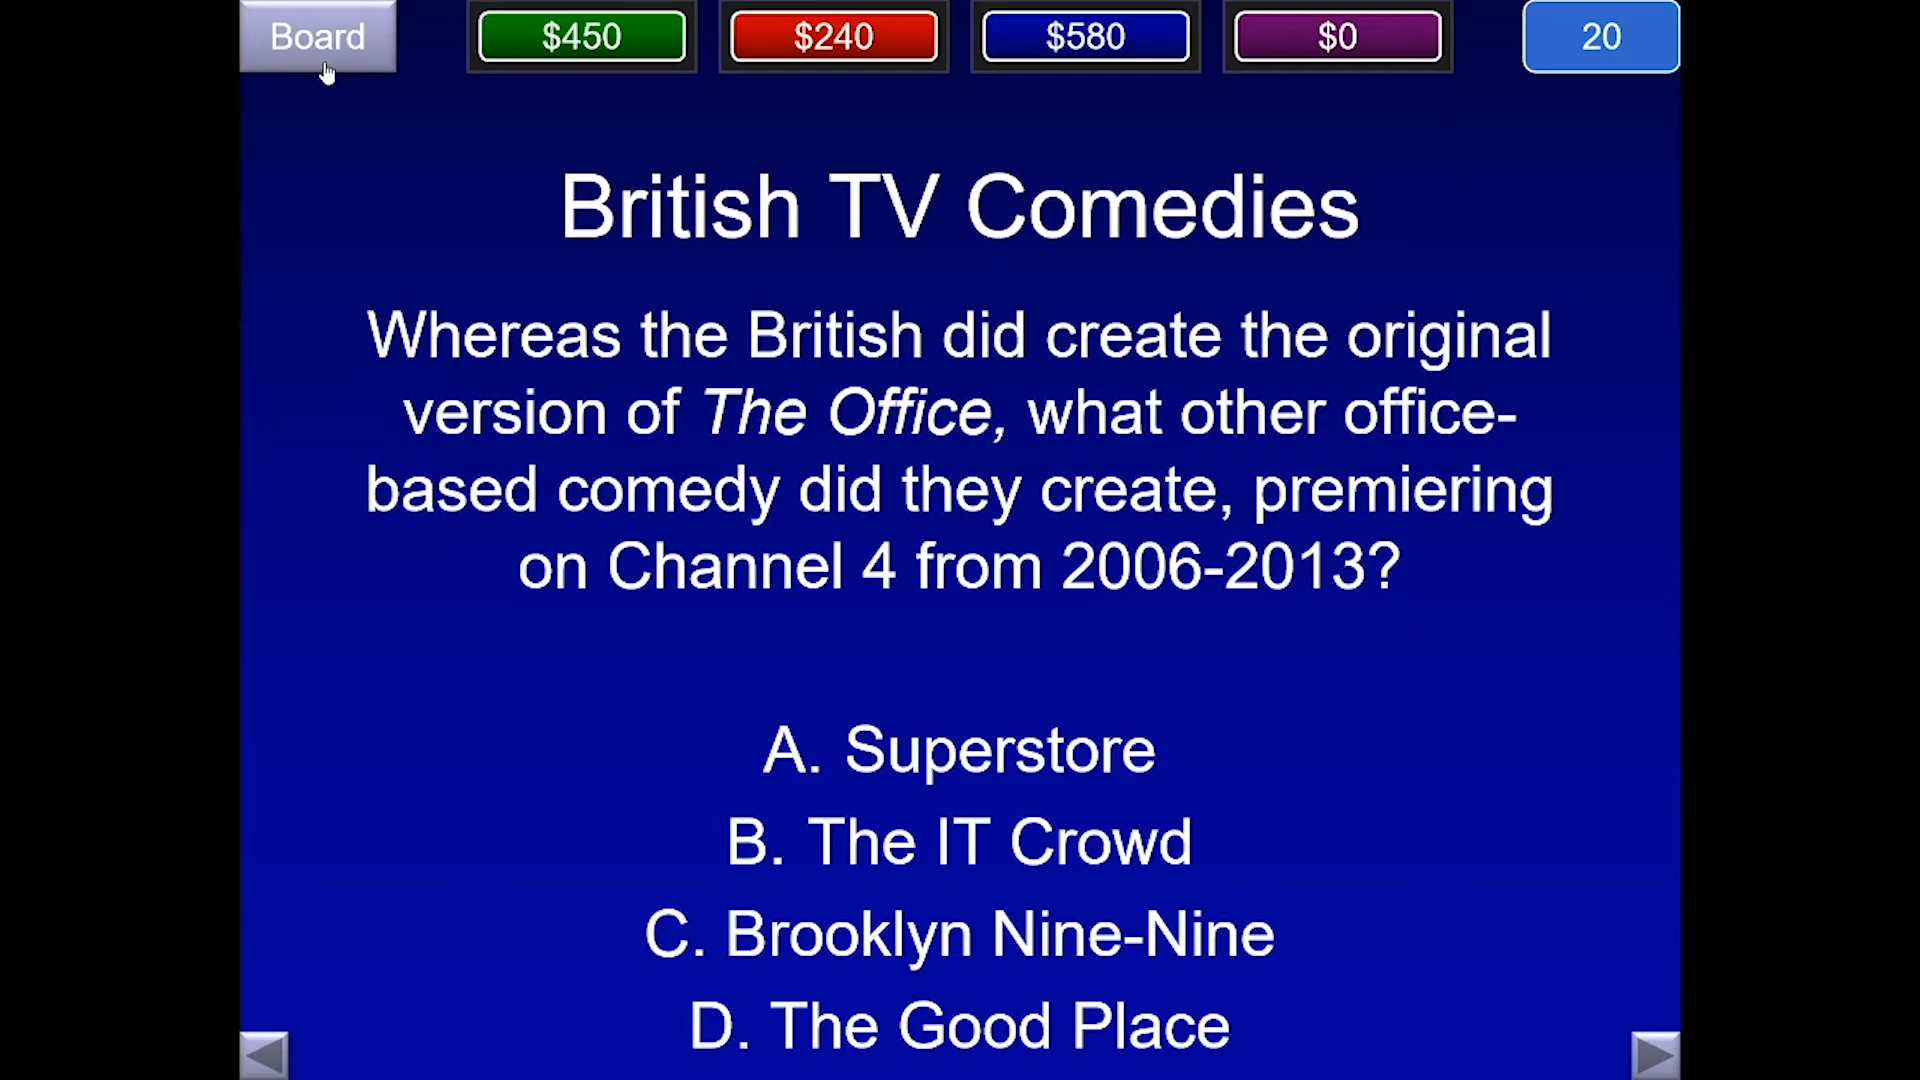 Board
$450
$240
$580
$0
20
British TV Comedies
Whereas the British did create the original
version of The Office, what other office-
based comedy did they create, premiering
on Channel 4 from 2006-2013?
A. Superstore
B. The IT Crowd
C. Brooklyn Nine-Nine
D. The Good Place